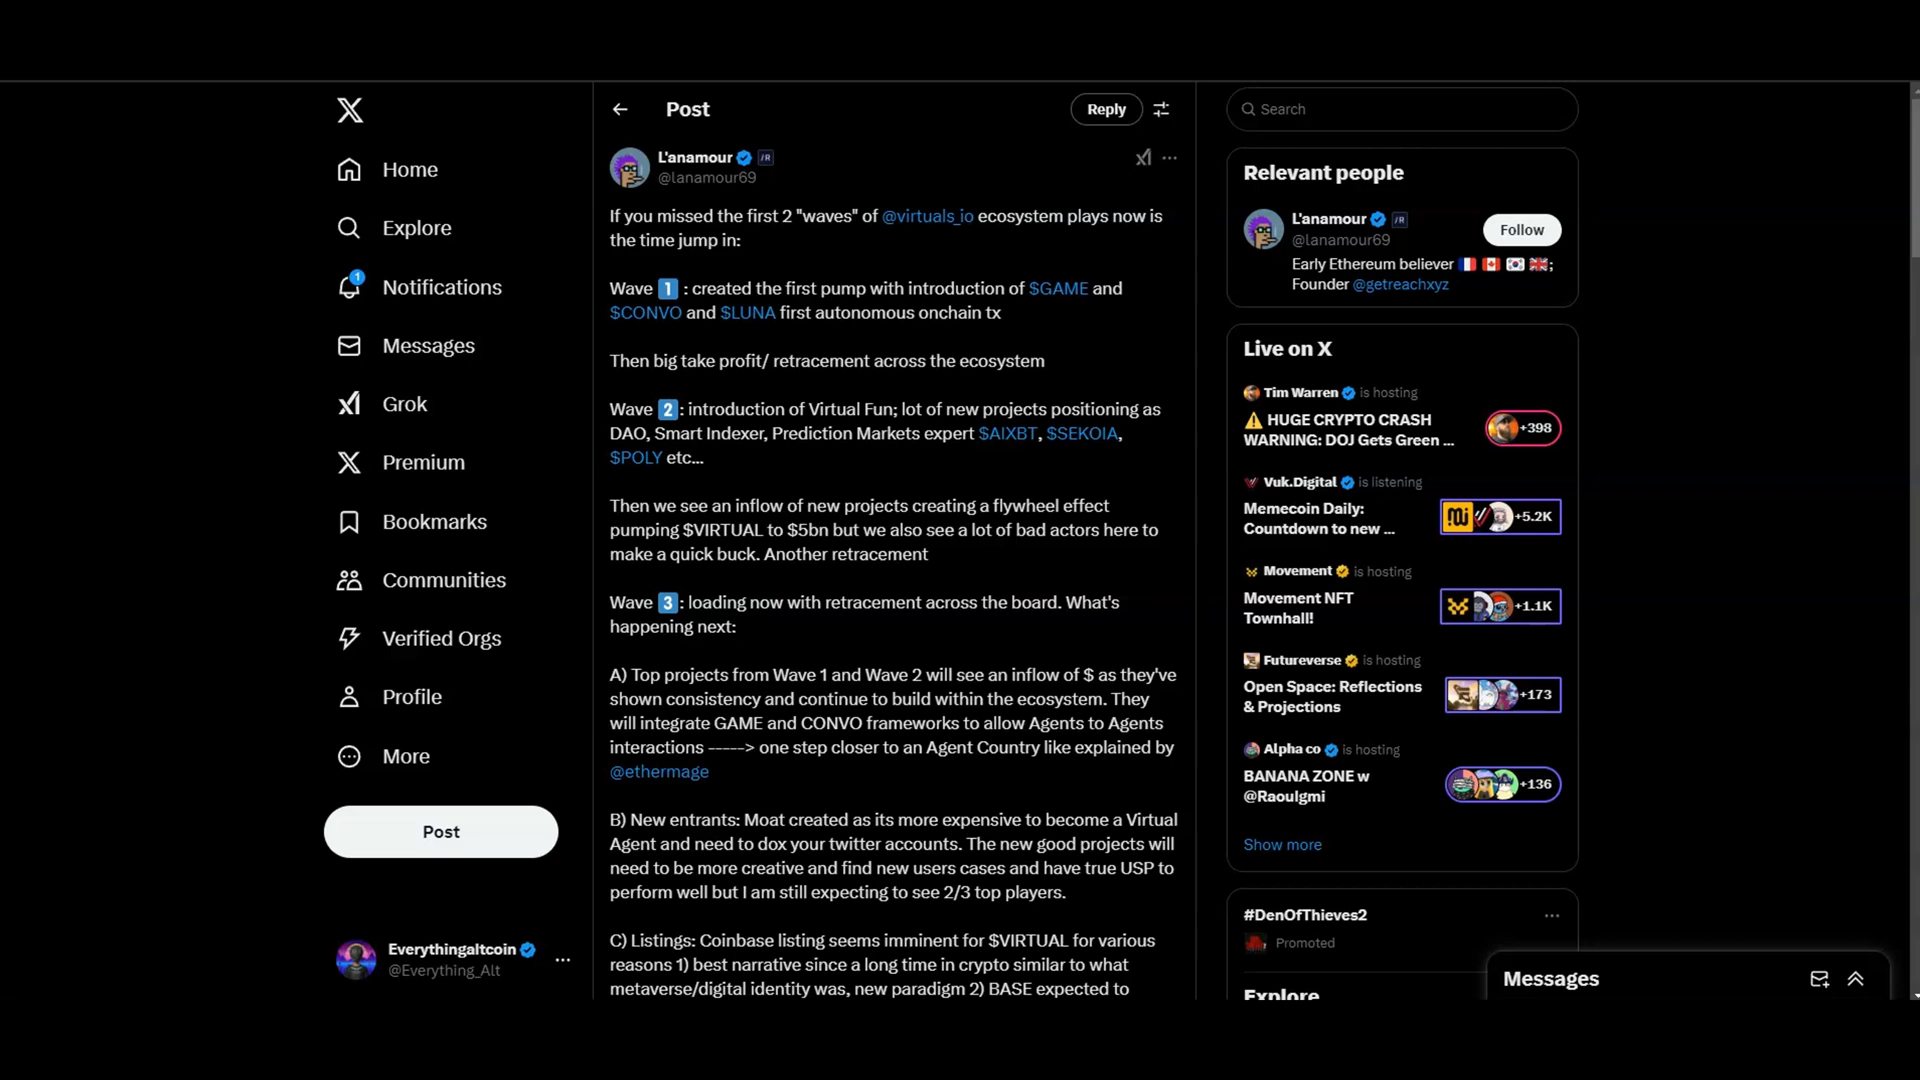 Home
Explore
1
Notifications
Messages
Grok
Premium
Bookmarks
Communities
Verified Orgs
Profile
More
Post
Everythingaltcoin
@Everything_Alt
Post
Reply
L'anamour
@lanamour69
If you missed the first 2 "waves" of @virtuals_io ecosystem plays now is
the time jump in:
Wave 1 : created the first pump with introduction of $GAME and
$CONVO and $LUNA first autonomous onchain tx
Then big take profit/ retracement across the ecosystem
Wave 2: introduction of Virtual Fun; lot of new projects positioning as
DAO, Smart Indexer, Prediction Markets expert $AIXBT, $SEKOIA,
$POLY etc...
Then we see an inflow of new projects creating a flywheel effect
pumping $VIRTUAL to $5bn but we also see a lot of bad actors here to
make a quick buck. Another retracement
Wave 3: loading now with retracement across the board. What's
happening next:
A) Top projects from Wave 1 and Wave 2 will see an inflow of $ as they've
shown consistency and continue to build within the ecosystem. They
will integrate GAME and CONVO frameworks to allow Agents to Agents
interactions -----> one step closer to an Agent Country like explained by
@ethermage
B) New entrants: Moat created as its more expensive to become a Virtual
Agent and need to dox your twitter accounts. The new good projects will
need to be more creative and find new users cases and have true USP to
perform well but I am still expecting to see 2/3 top players.
C) Listings: Coinbase listing seems imminent for $VIRTUAL for various
reasons 1) best narrative since a long time in crypto similar to what
metaverse/digital identity was, new paradigm 2) BASE expected to
Search
Relevant people
L'anamour
@lanamour69
Follow
Early Ethereum believer 🇫🇷 🇨🇦 🇰🇷 🇬🇧;
Founder @getreachxyz
Live on X
Tim Warren is hosting
⚠️ HUGE CRYPTO CRASH
WARNING: DOJ Gets Green ...
+398
Vuk.Digital is listening
Memecoin Daily:
Countdown to new ...
+5.2K
Movement is hosting
Movement NFT
Townhall!
+1.1K
Futureverse is hosting
Open Space: Reflections
& Projections
+173
Alpha co is hosting
BANANA ZONE w
@Raoulgmi
+136
Show more
#DenOfThieves2
Promoted
Explore
Messages